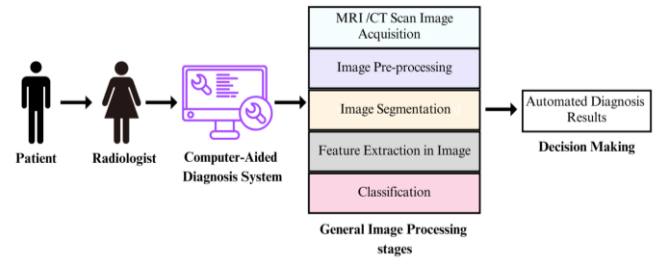 MRI /CT Scan Image
Acquisition
Image Pre-processing
Image Segmentation
Feature Extraction in Image
Classification
Automated Diagnosis
Results
Patient
Radiologist
Computer-Aided
Diagnosis System
Decision Making
General Image Processing
stages